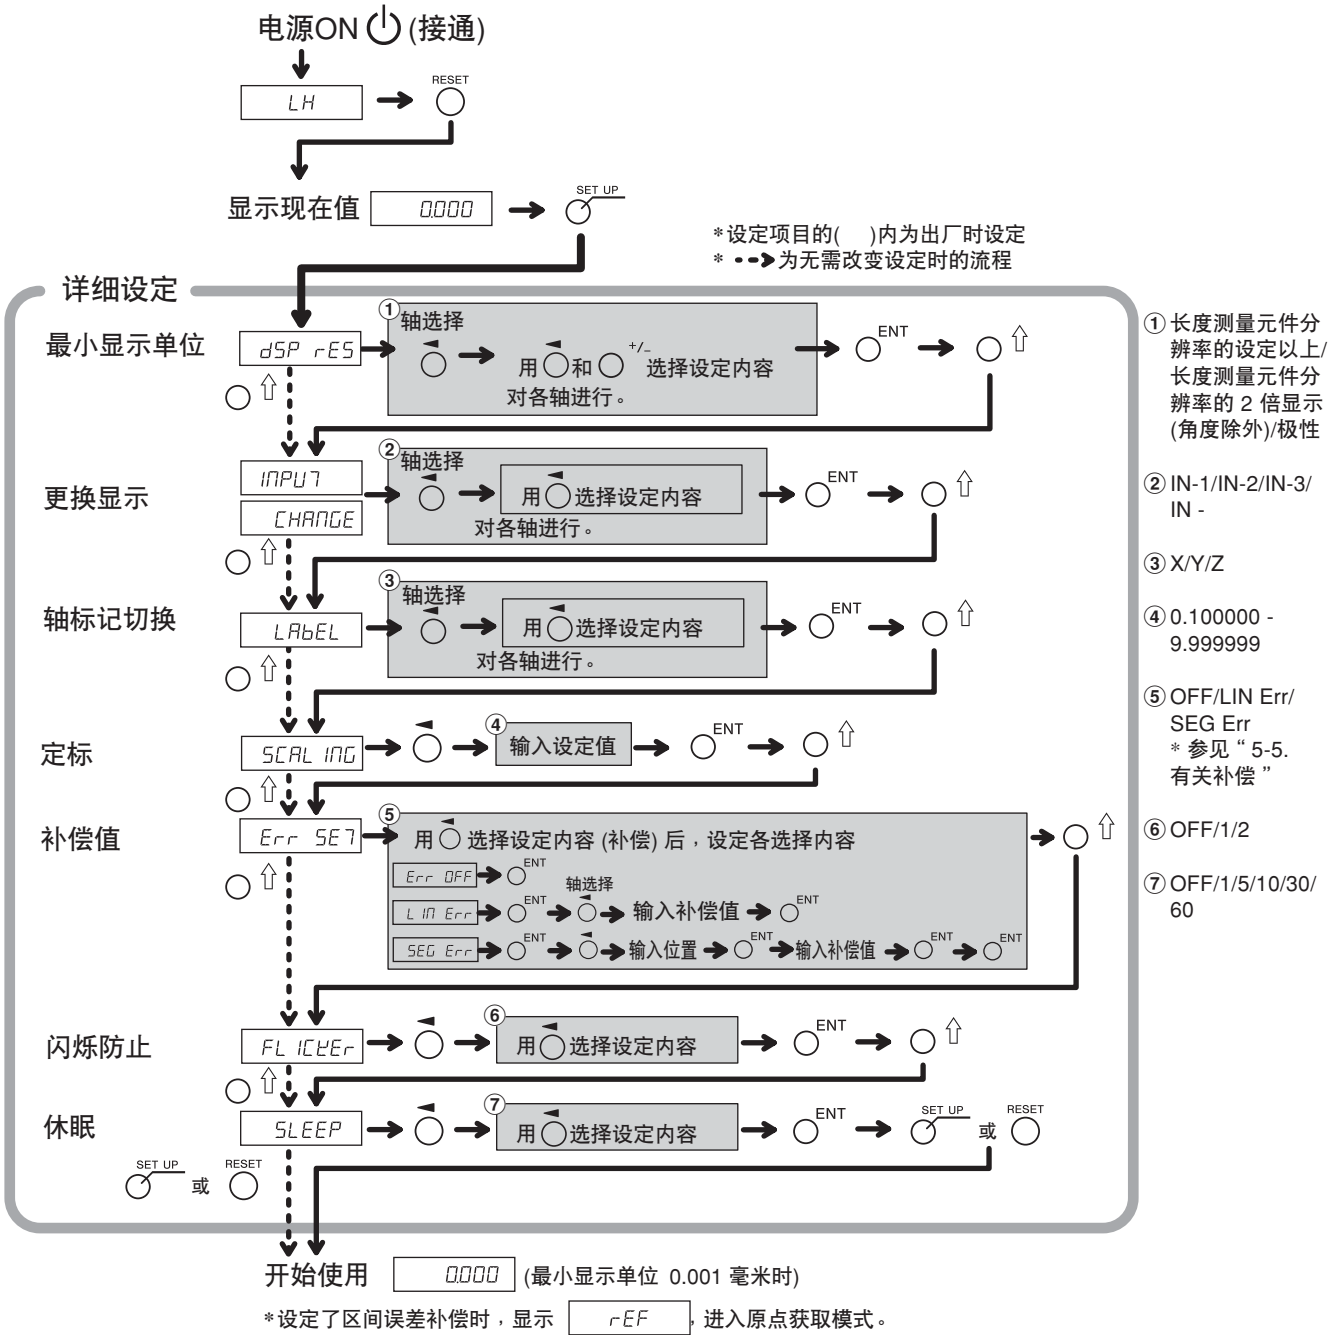 电源ON (接通)
LH
RESET
显示现在值 0.000
SET UP
*设定项目的( )内为出厂时设定
* 为无需改变设定时的流程
详细设定
最小显示单位
dSP rES
① 轴选择
用 和 +/- 选择设定内容
对各轴进行。
ENT
更换显示
INPUT
CHANGE
② 轴选择
用 选择设定内容
对各轴进行。
ENT
轴标记切换
LAbEL
③ 轴选择
用 选择设定内容
对各轴进行。
ENT
定标
SCALING
④ 输入设定值
ENT
补偿值
Err SET
⑤
用 选择设定内容 (补偿) 后，设定各选择内容
Err OFF ENT
LIN Err ENT 轴选择 输入补偿值 ENT
SEG Err ENT 输入位置 ENT 输入补偿值 ENT ENT
闪烁防止
FLICKEr
⑥
用 选择设定内容
ENT
休眠
SLEEP
⑦
用 选择设定内容
ENT
SET UP 或 RESET
SET UP 或 RESET
开始使用 0.000 (最小显示单位 0.001 毫米时)
*设定了区间误差补偿时，显示 rEF ，进入原点获取模式。
① 长度测量元件分
辨率的设定以上/
长度测量元件分
辨率的 2 倍显示
(角度除外)/极性
② IN-1/IN-2/IN-3/
IN -
③ X/Y/Z
④ 0.100000 -
9.999999
⑤ OFF/LIN Err/
SEG Err
* 参见“ 5-5.
有关补偿 ”
⑥ OFF/1/2
⑦ OFF/1/5/10/30/
60